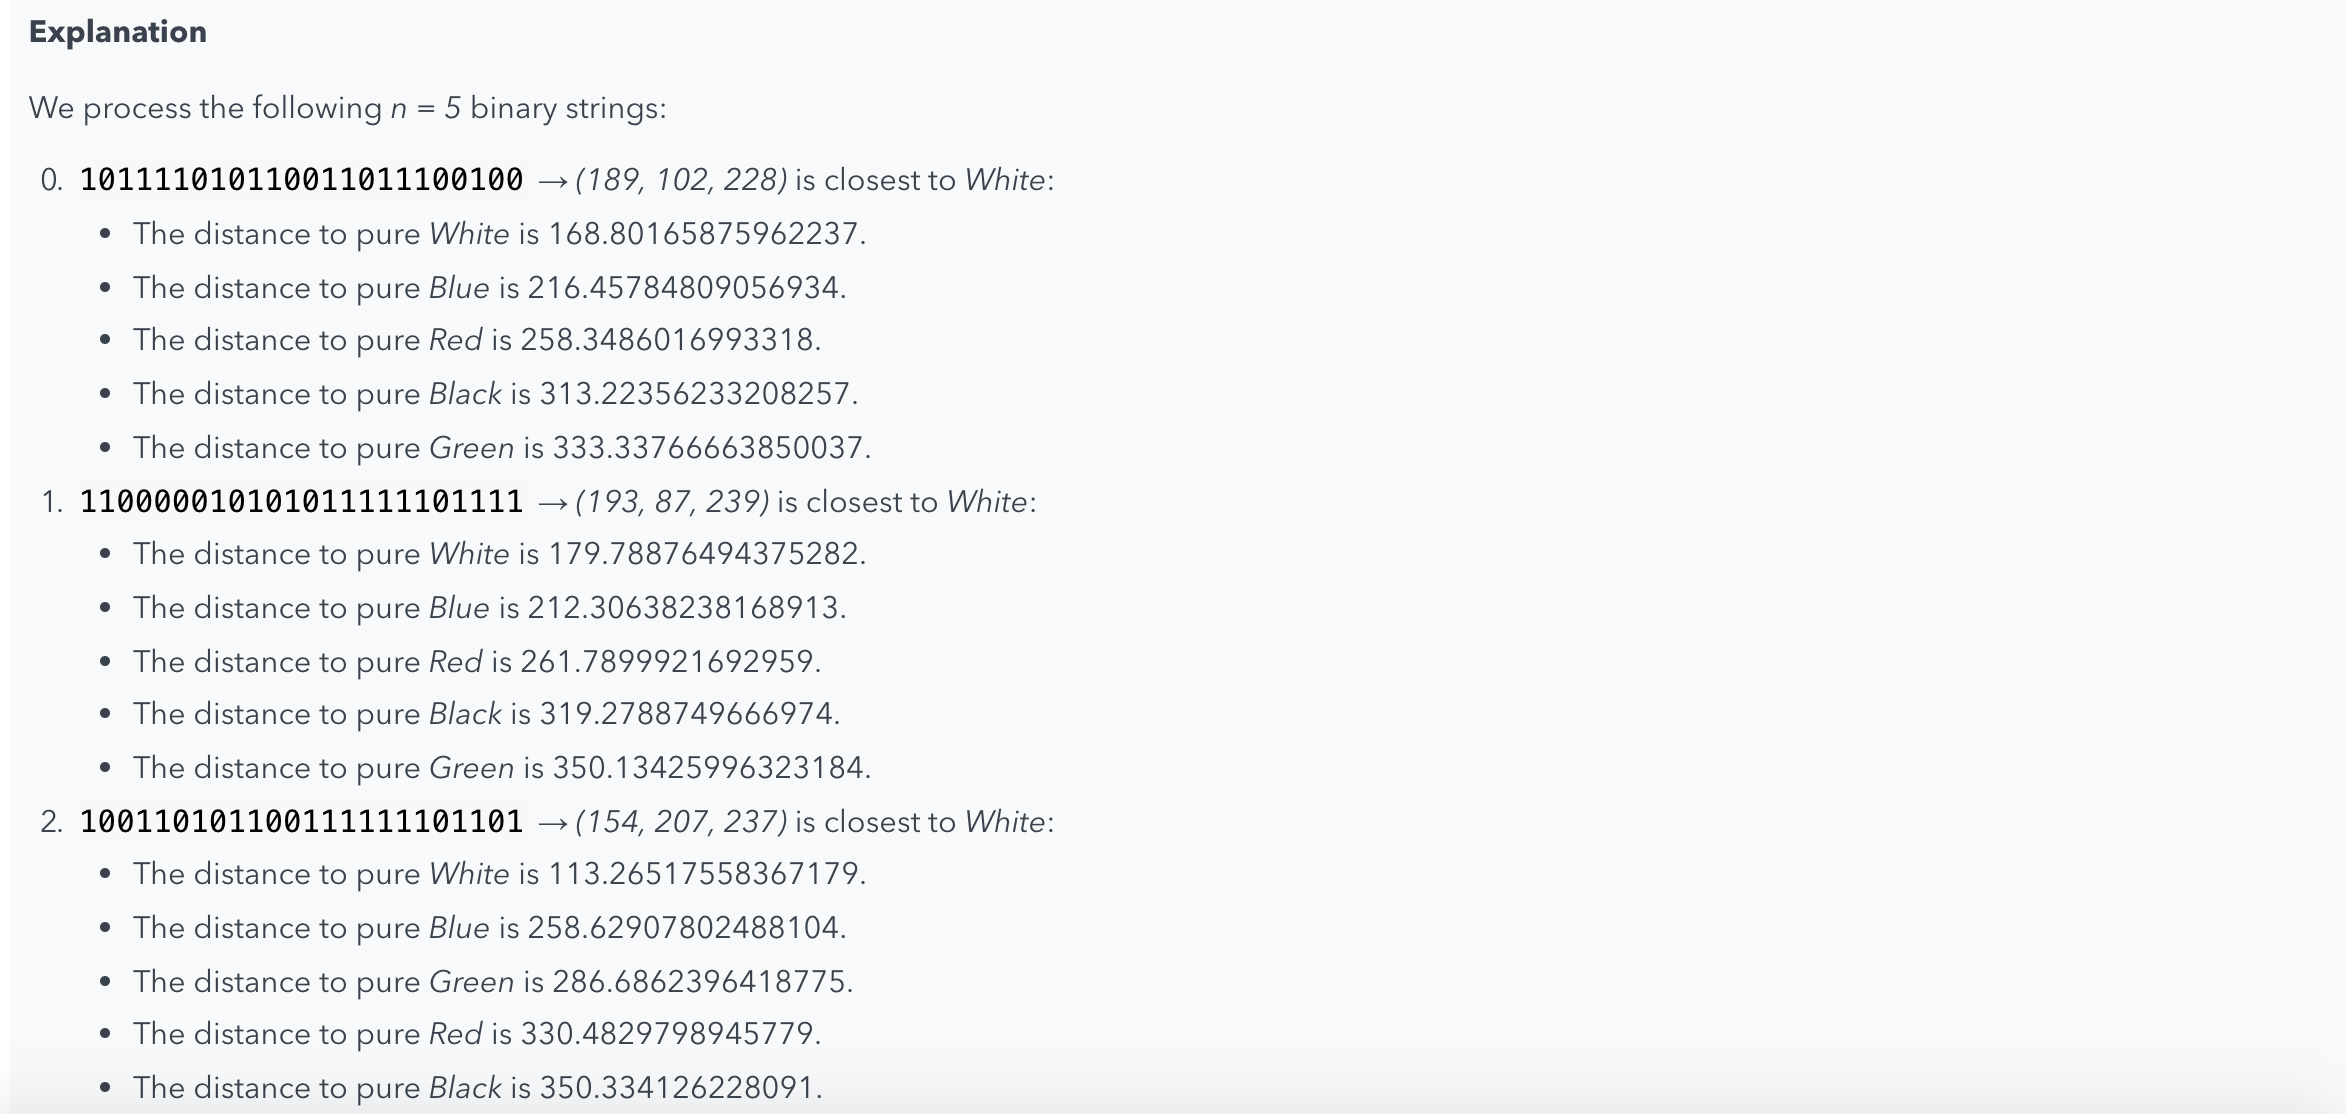 Explanation
We process the following n = 5 binary strings:
0. 101111010110011011100100 → (189, 102, 228) is closest to White:
• The distance to pure White is 168.80165875962237.
• The distance to pure Blue is 216.45784809056934.
• The distance to pure Red is 258.3486016993318.
• The distance to pure Black is 313.22356233208257.
• The distance to pure Green is 333.33766663850037.
1. 110000010101011111101111 → (193, 87, 239) is closest to White:
• The distance to pure White is 179.78876494375282.
• The distance to pure Blue is 212.30638238168913.
• The distance to pure Red is 261.7899921692959.
• The distance to pure Black is 319.2788749666974.
• The distance to pure Green is 350.13425996323184.
2. 100110101100111111101101 → (154, 207, 237) is closest to White:
• The distance to pure White is 113.26517558367179.
• The distance to pure Blue is 258.62907802488104.
• The distance to pure Green is 286.6862396418775.
• The distance to pure Red is 330.4829798945779.
• The distance to pure Black is 350.334126228091.